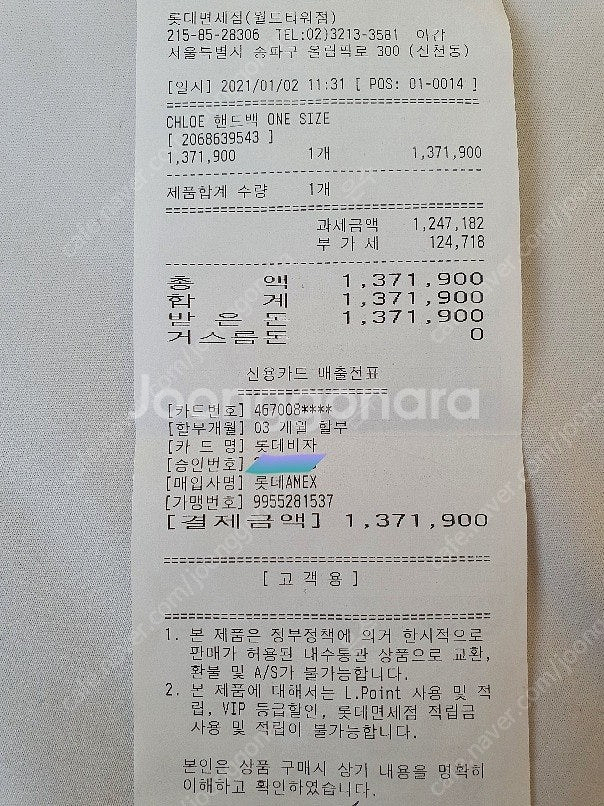 롯데면세점(월드타워점)
215-85-28306 TEL:02)3213-3581 이갑
서울특별시 송파구 올림픽로 300 (신천동)
[일시] 2021/01/02 11:31 [ POS: 01-0014 ]
CHLOE 핸드백 ONE SIZE
[ 2068639543 ]
1,371,900 1개 1,371,900
제품합계 수량 1개
과세금액 1,247,182
부 가 세 124,718
총 액 1,371,900
합 계 1,371,900
받 은 돈 1,371,900
거스름돈 0
신용카드 매출전표
Joonggonara
[카드번호] 467008****
[할부개월] 03 개월 할부
[카 드 명] 롯데비자
[승인번호]
[매입사명] 롯데AMEX
[가맹번호] 9955281537
[결제금액] 1,371,900
[ 고 객 용 ]
1. 본 제품은 정부정책에 의거 한시적으로
판매가 허용된 내수통관 상품으로 교환,
환불 및 A/S가 불가능합니다.
2. 본 제품에 대해서는 L.Point 사용 및 적
립, VIP 등급할인, 롯데면세점 적립금
사용 및 적립이 불가능합니다.
본인은 상품 구매시 상기 내용을 명확히
이해하고 확인하였습니다.
cafe.naver.com/joonggonara